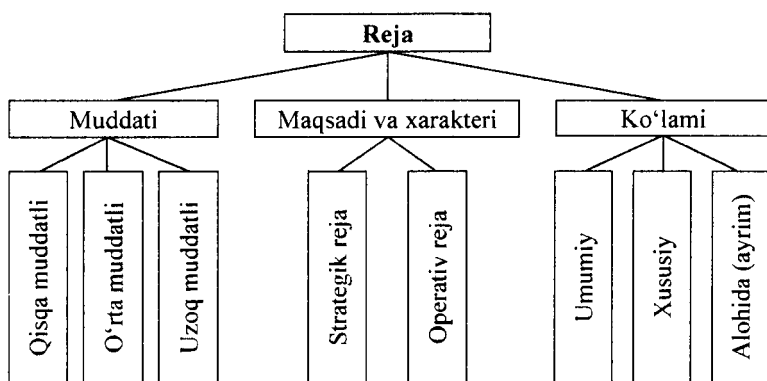 Reja
Muddati
Maqsadi va xarakteri
Ko‘lami
Qisqa muddatli
O‘rta muddatli
Uzoq muddatli
Strategik reja
Operativ reja
Umumiy
Xususiy
Alohida (ayrim)